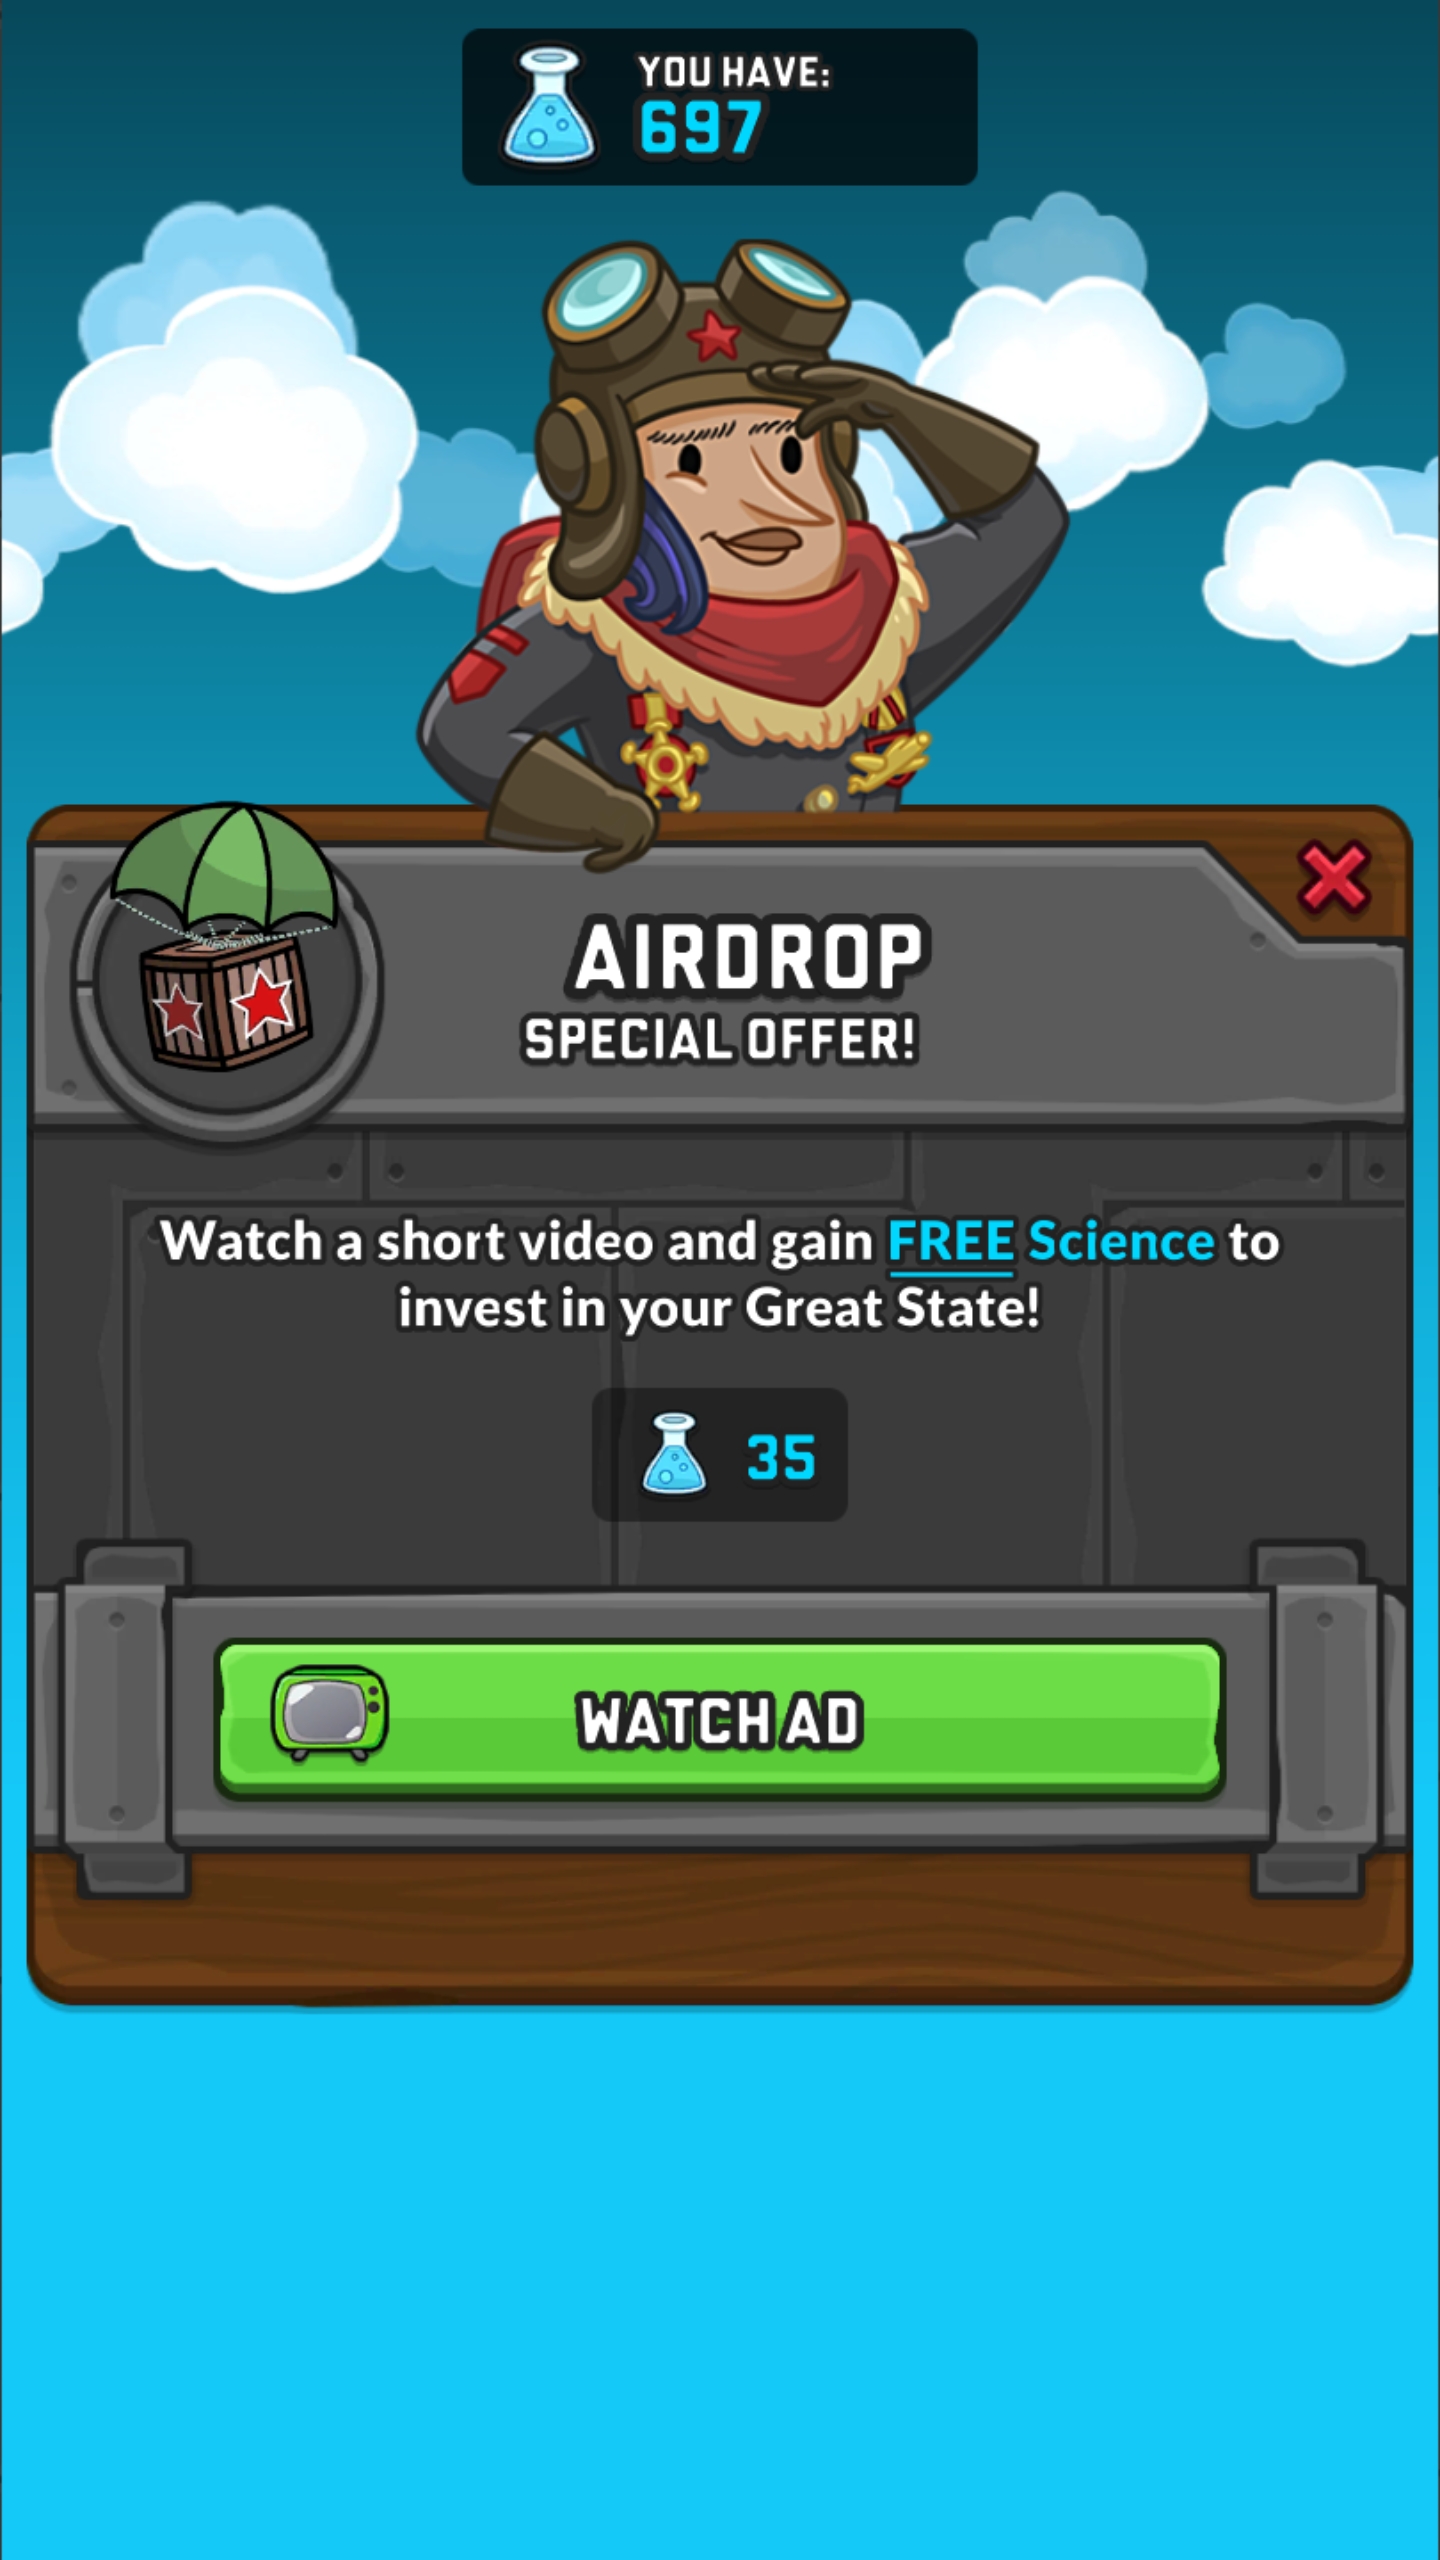 YOU HAVE:
697
AIRDROP
SPECIAL OFFER!
Watch a short video and gain FREE Science to
invest in your Great State!
35
WATCH AD